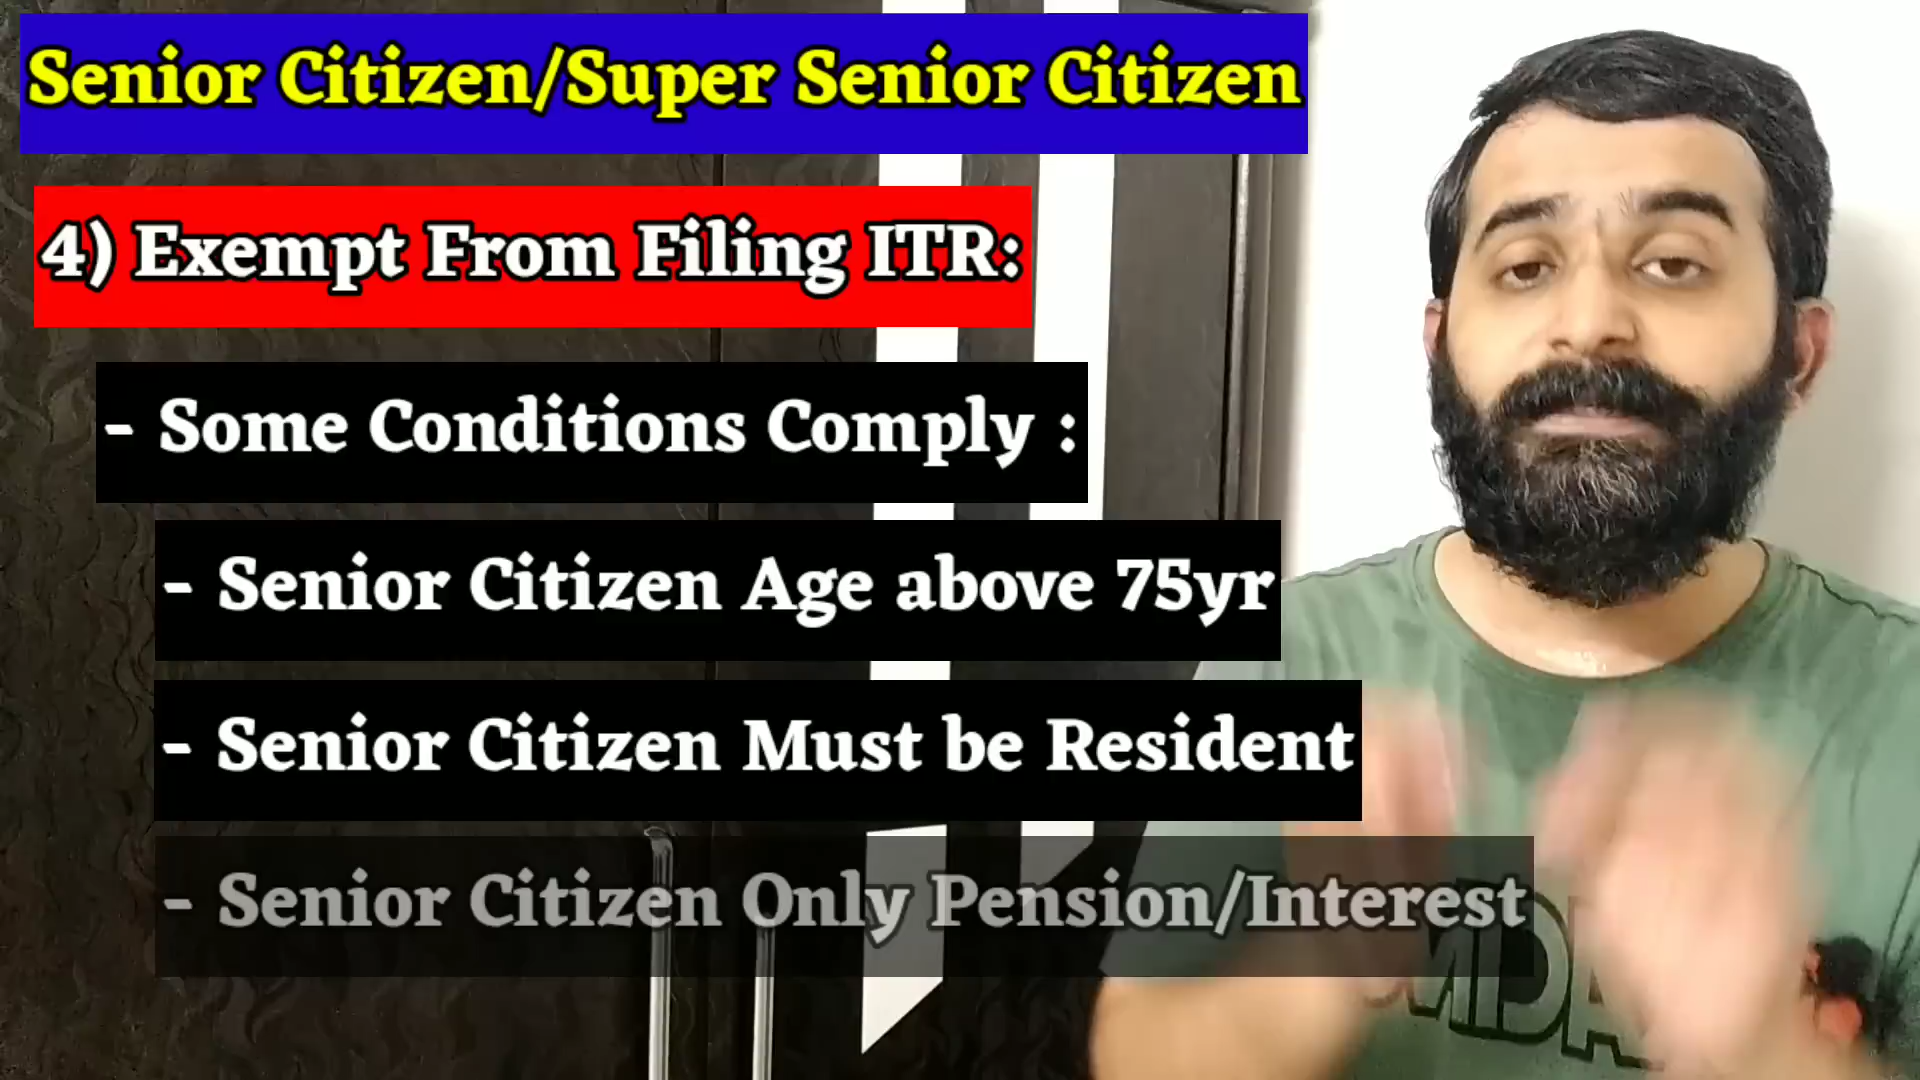 Senior Citizen/Super Senior Citizen
4) Exempt From Filing ITR:
- Some Conditions Comply :
- Senior Citizen Age above 75yr
- Senior Citizen Must be Resident
- Senior Citizen Only Pension/Interest